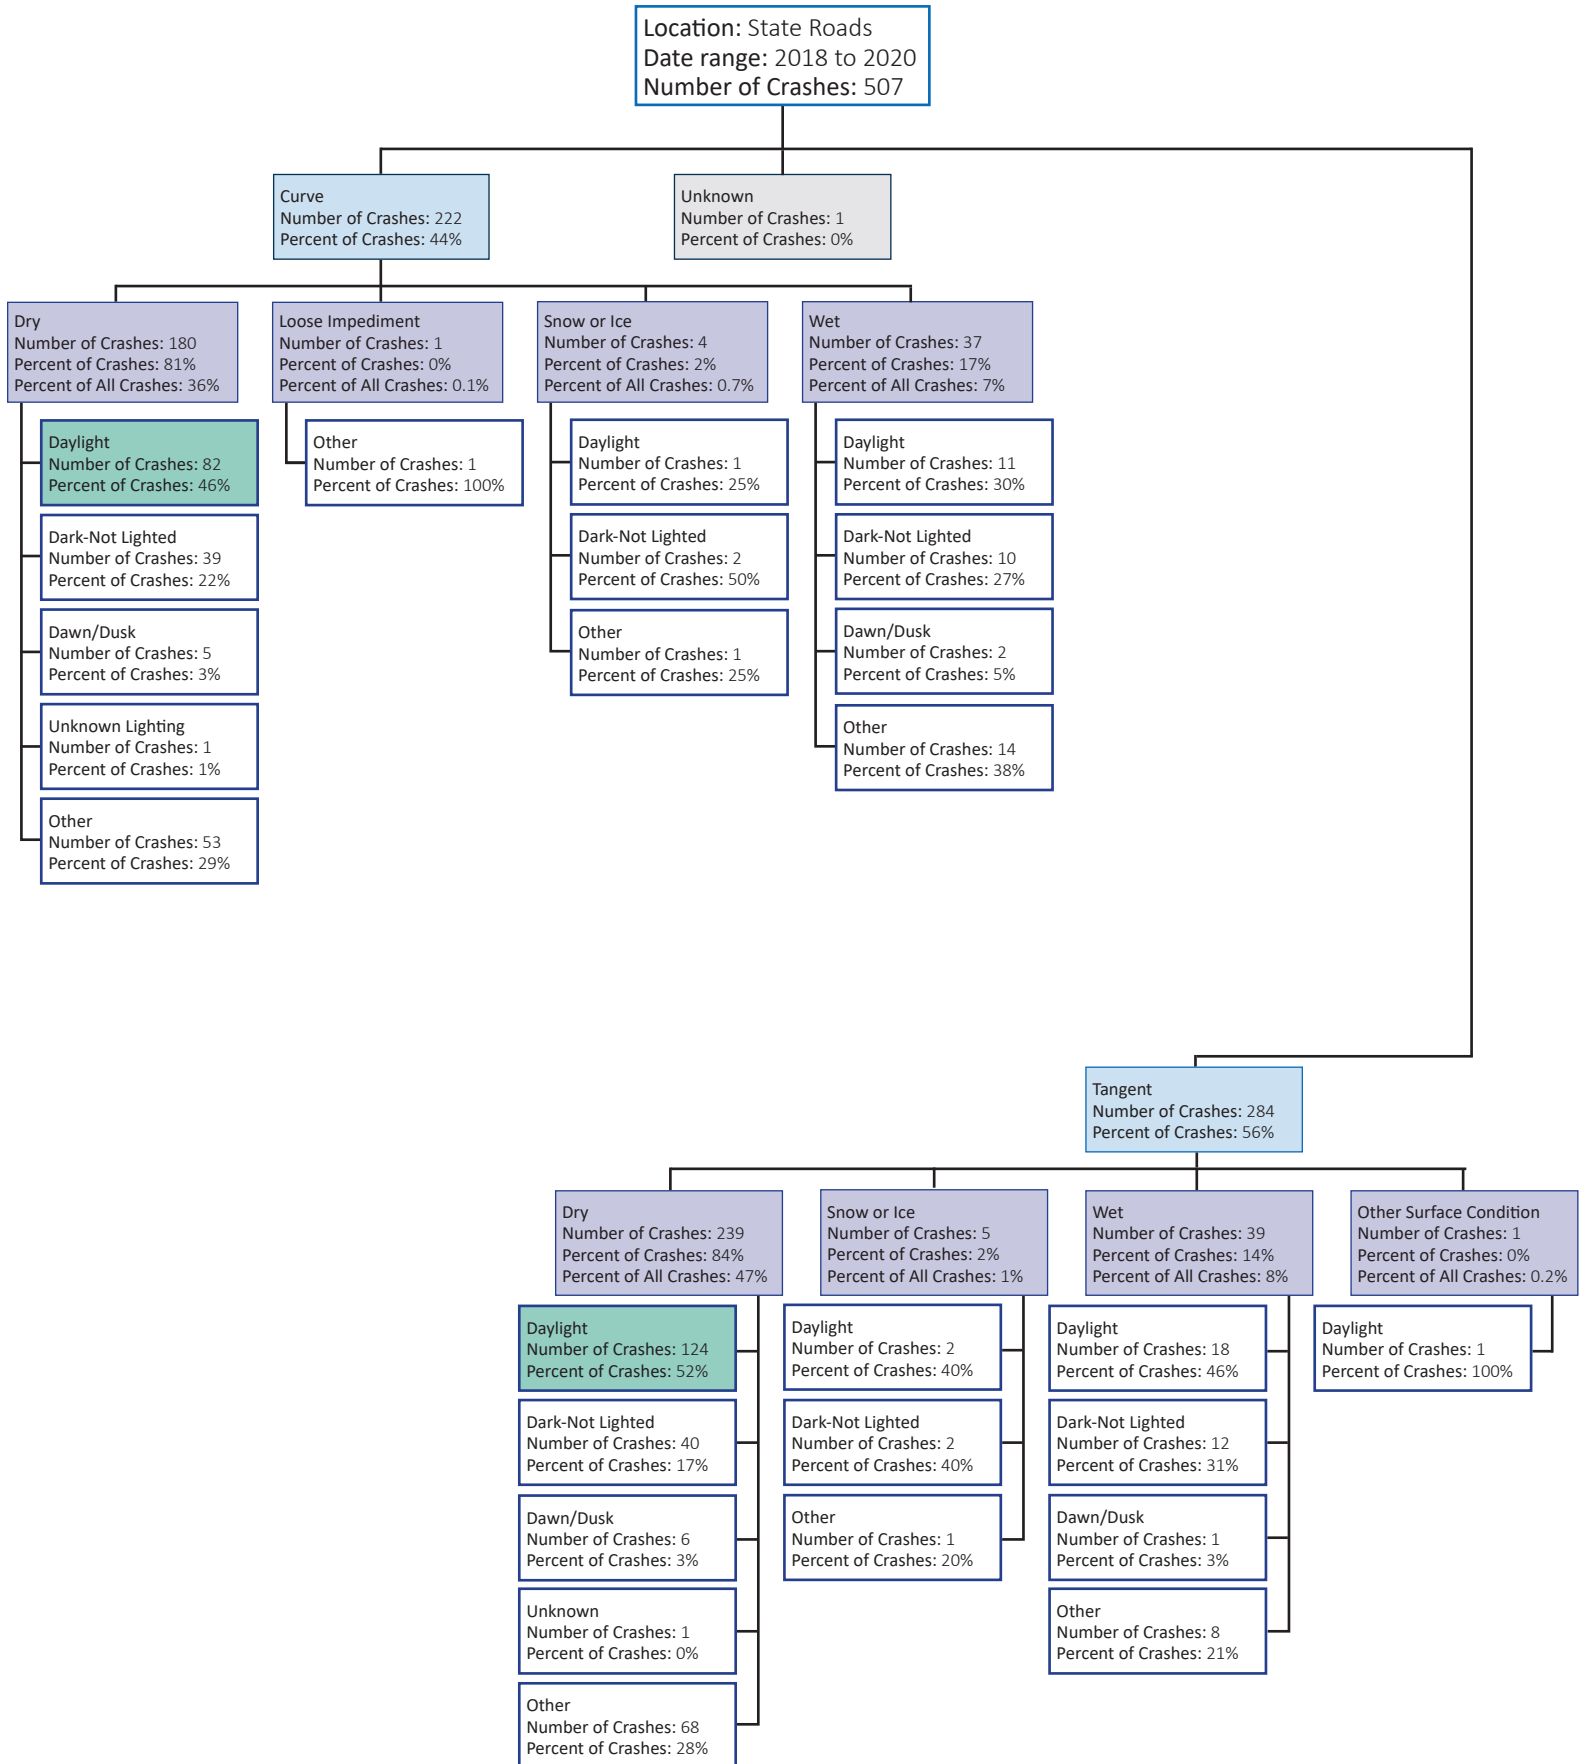 Location: State Roads
Date range: 2018 to 2020
Number of Crashes: 507
Curve
Number of Crashes: 222
Percent of Crashes: 44%
Unknown
Number of Crashes: 1
Percent of Crashes: 0%
Dry
Number of Crashes: 180
Percent of Crashes: 81%
Percent of All Crashes: 36%
Loose Impediment
Number of Crashes: 1
Percent of Crashes: 0%
Percent of All Crashes: 0.1%
Snow or Ice
Number of Crashes: 4
Percent of Crashes: 2%
Percent of All Crashes: 0.7%
Wet
Number of Crashes: 37
Percent of Crashes: 17%
Percent of All Crashes: 7%
Daylight
Number of Crashes: 82
Percent of Crashes: 46%
Dark-Not Lighted
Number of Crashes: 39
Percent of Crashes: 22%
Dawn/Dusk
Number of Crashes: 5
Percent of Crashes: 3%
Unknown Lighting
Number of Crashes: 1
Percent of Crashes: 1%
Other
Number of Crashes: 53
Percent of Crashes: 29%
Other
Number of Crashes: 1
Percent of Crashes: 100%
Daylight
Number of Crashes: 1
Percent of Crashes: 25%
Dark-Not Lighted
Number of Crashes: 2
Percent of Crashes: 50%
Other
Number of Crashes: 1
Percent of Crashes: 25%
Daylight
Number of Crashes: 11
Percent of Crashes: 30%
Dark-Not Lighted
Number of Crashes: 10
Percent of Crashes: 27%
Dawn/Dusk
Number of Crashes: 2
Percent of Crashes: 5%
Other
Number of Crashes: 14
Percent of Crashes: 38%
Tangent
Number of Crashes: 284
Percent of Crashes: 56%
Dry
Number of Crashes: 239
Percent of Crashes: 84%
Percent of All Crashes: 47%
Snow or Ice
Number of Crashes: 5
Percent of Crashes: 2%
Percent of All Crashes: 1%
Wet
Number of Crashes: 39
Percent of Crashes: 14%
Percent of All Crashes: 8%
Other Surface Condition
Number of Crashes: 1
Percent of Crashes: 0%
Percent of All Crashes: 0.2%
Daylight
Number of Crashes: 124
Percent of Crashes: 52%
Dark-Not Lighted
Number of Crashes: 40
Percent of Crashes: 17%
Dawn/Dusk
Number of Crashes: 6
Percent of Crashes: 3%
Unknown
Number of Crashes: 1
Percent of Crashes: 0%
Other
Number of Crashes: 68
Percent of Crashes: 28%
Daylight
Number of Crashes: 2
Percent of Crashes: 40%
Dark-Not Lighted
Number of Crashes: 2
Percent of Crashes: 40%
Other
Number of Crashes: 1
Percent of Crashes: 20%
Daylight
Number of Crashes: 18
Percent of Crashes: 46%
Dark-Not Lighted
Number of Crashes: 12
Percent of Crashes: 31%
Dawn/Dusk
Number of Crashes: 1
Percent of Crashes: 3%
Other
Number of Crashes: 8
Percent of Crashes: 21%
Daylight
Number of Crashes: 1
Percent of Crashes: 100%